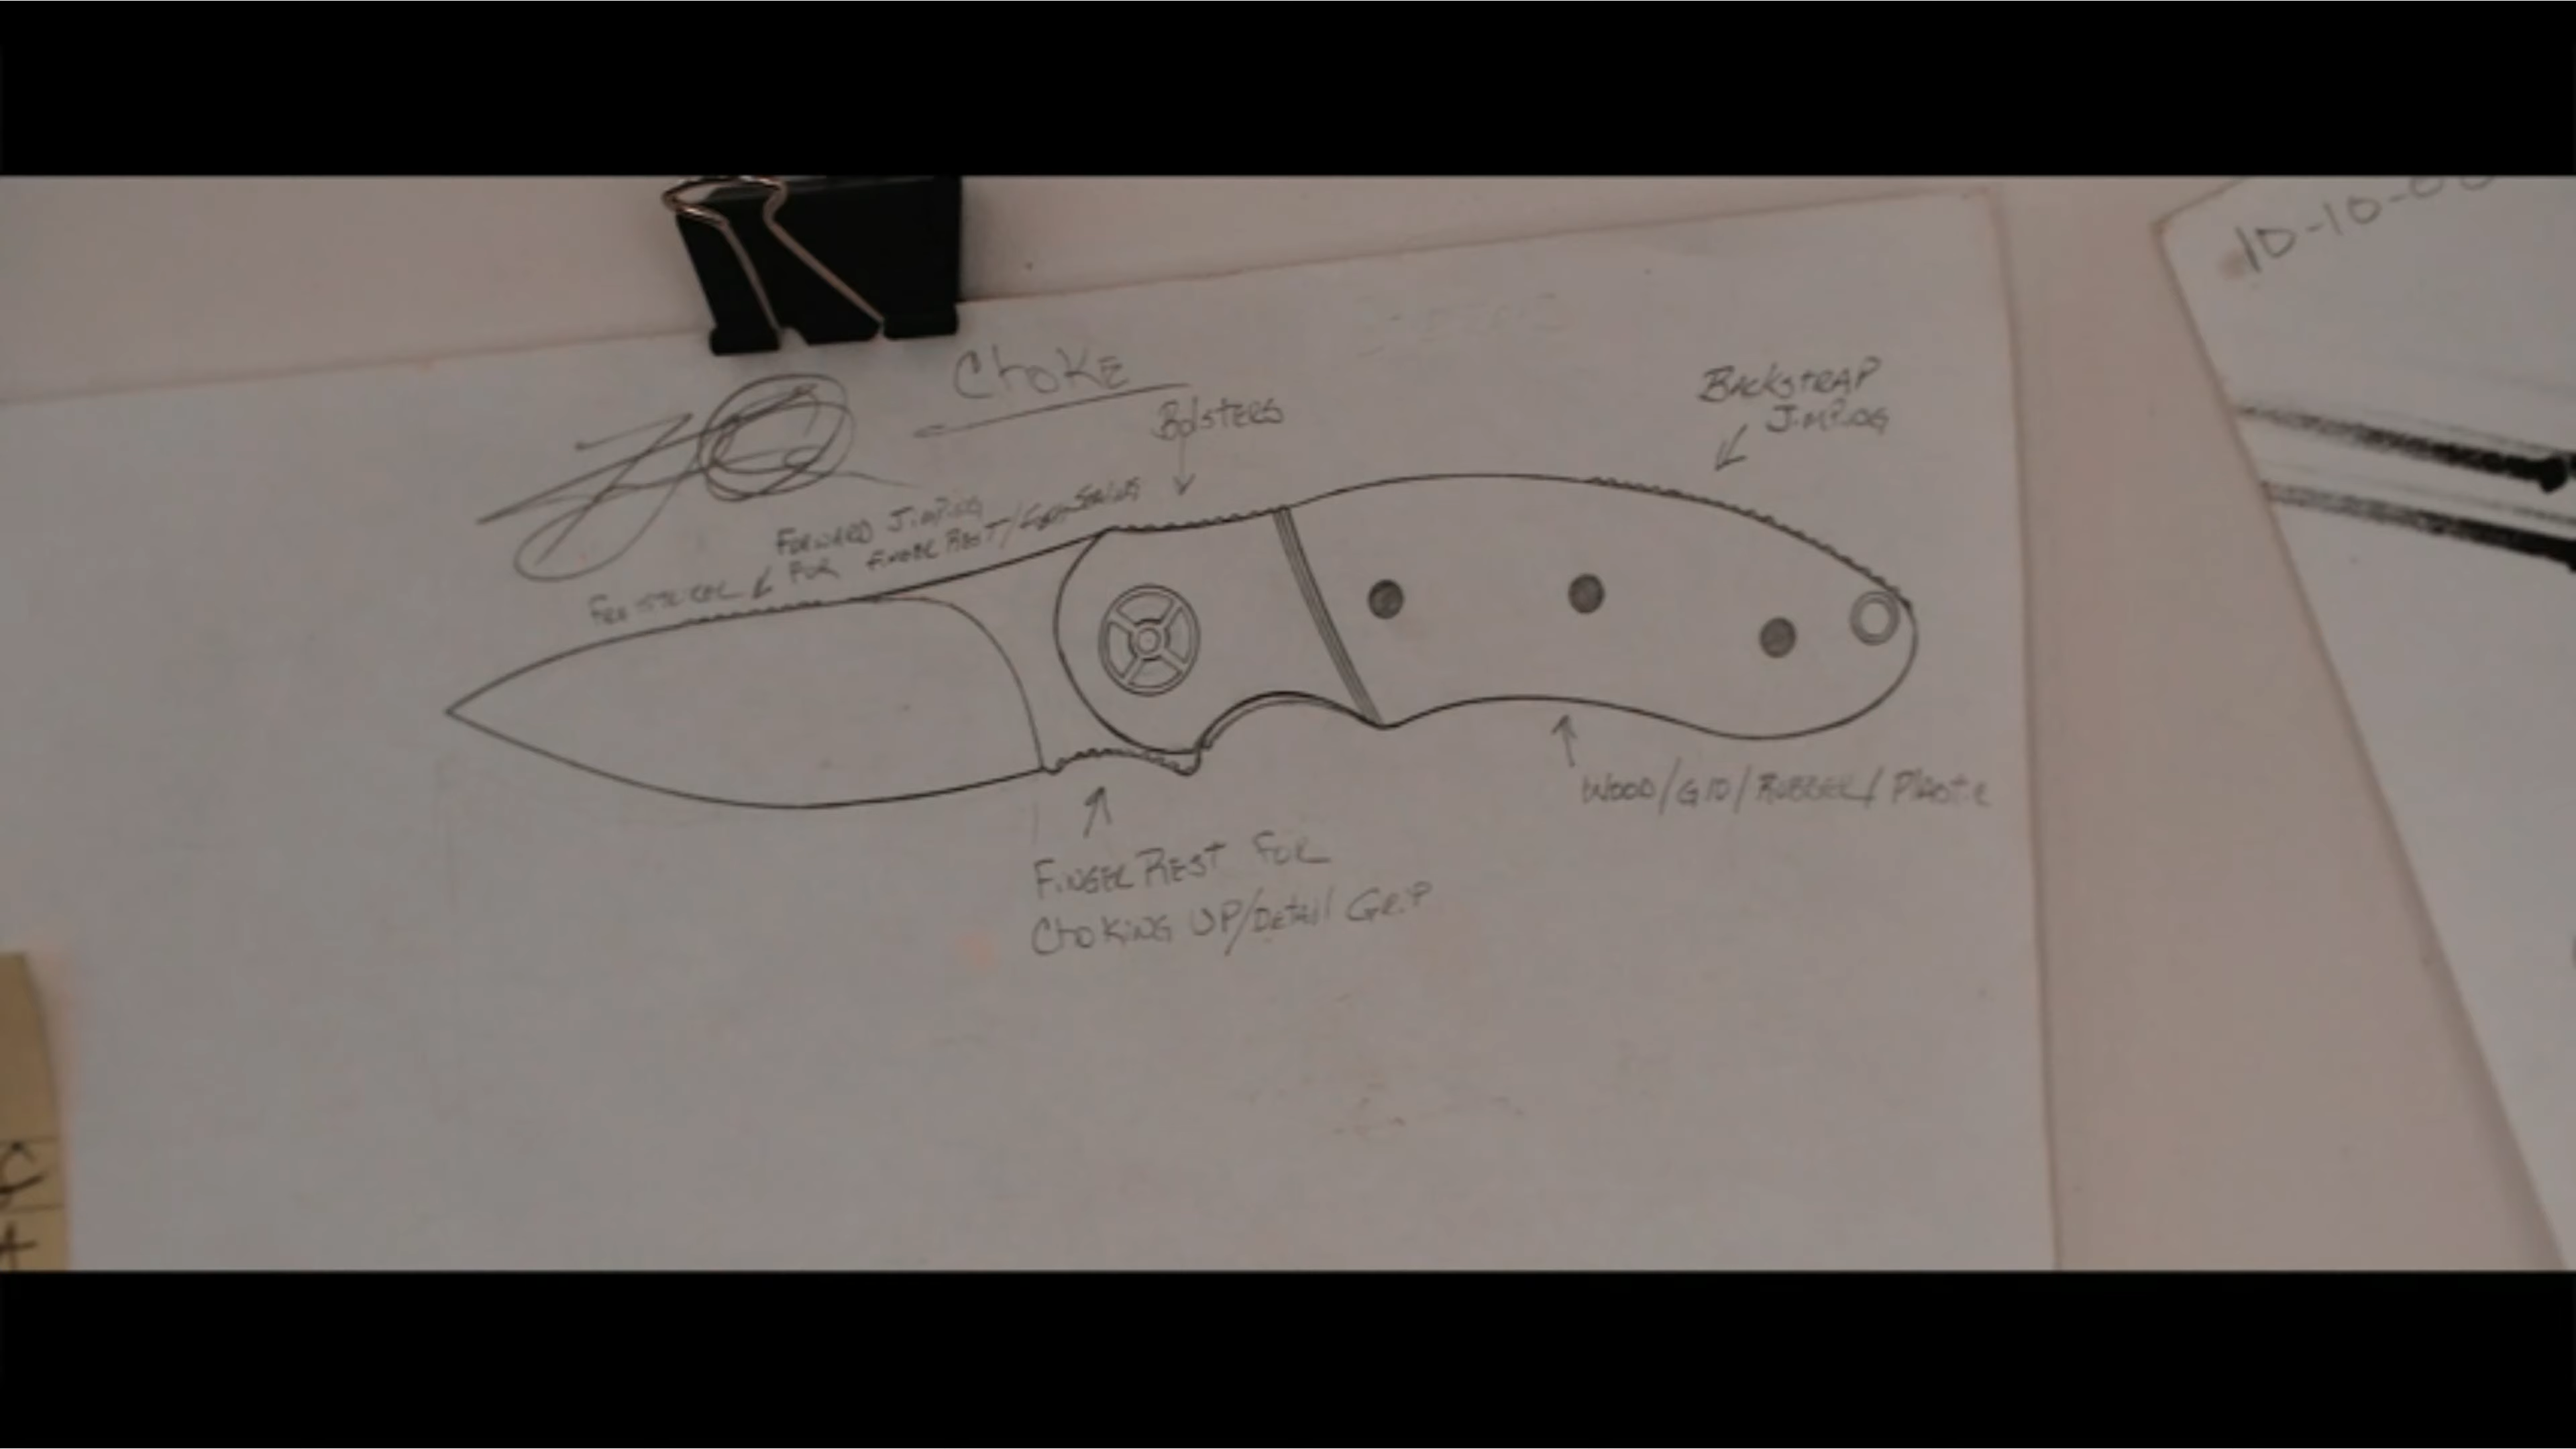 Choke
Bolsters
Backstrap
Jimping
Forward Jimping
For Finger Rest/
Finger Rest For
Choking Up/Detail Grip
Wood/G10/Rubber/Plastic
10-10-0